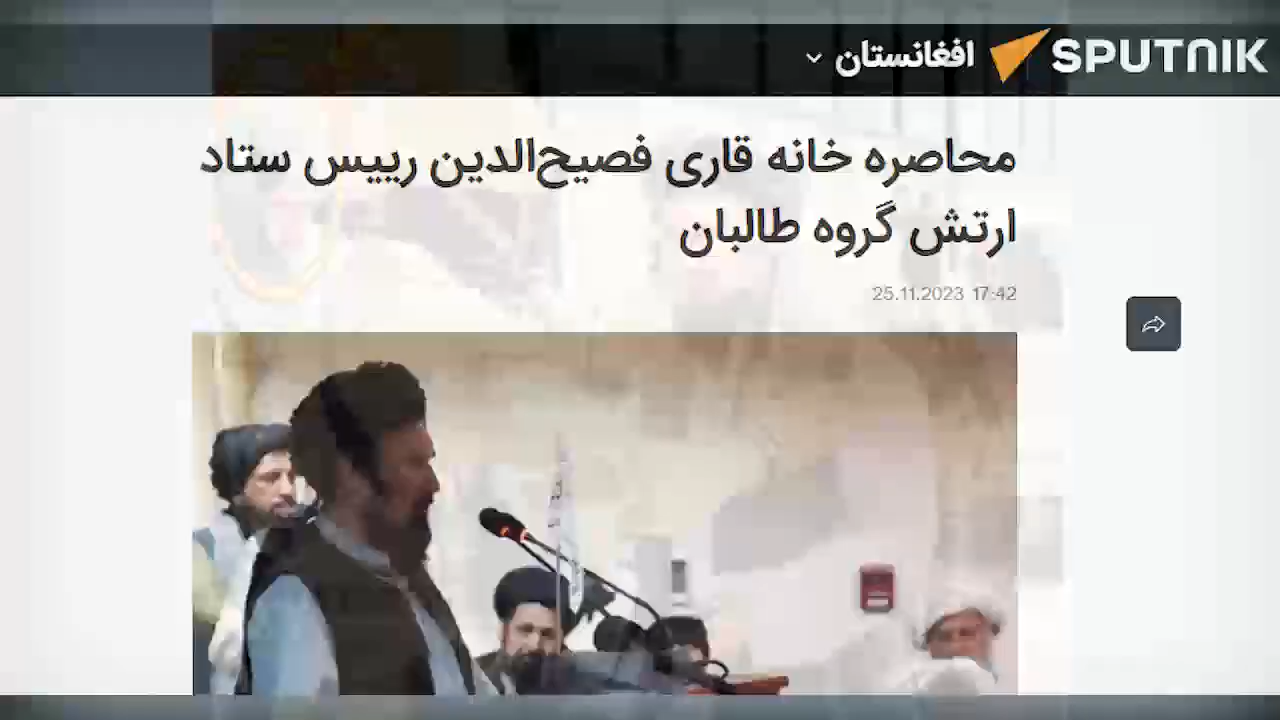 SPUTNIK افغانستان
محاصره خانه قاری فصیح‌الدین رییس ستاد
ارتش گروه طالبان
25.11.2023 17:42